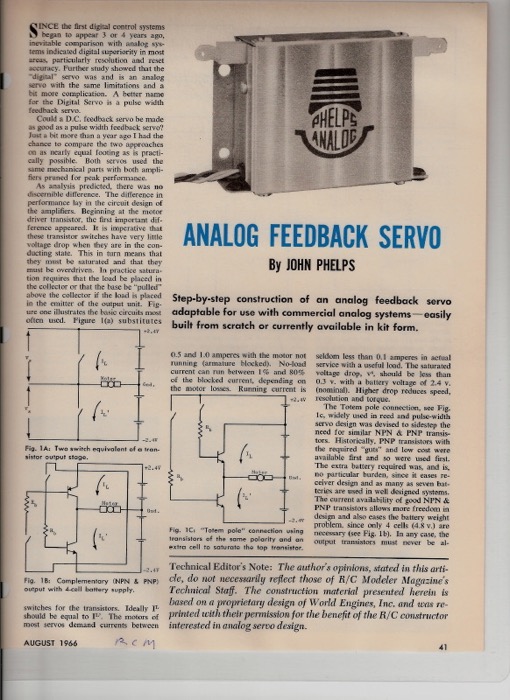 SINCE the first digital control systems
began to appear 3 or 4 years ago,
inevitable comparison with analog sys-
tems indicated digital superiority in most
areas, particularly resolution and reset
accuracy. Further study showed that the
"digital" servo was and is an analog
servo with the same limitations and a
bit more complication. A better name
for the Digital Servo is a pulse width
feedback servo.
Could a D.C. feedback servo be made
as good as a pulse width feedback servo?
Just a bit more than a year ago I had the
chance to compare the two approaches
on as nearly equal footing as is practi-
cally possible. Both servos used the
same mechanical parts with both ampli-
fiers pruned for peak performance.
As analysis predicted, there was no
discernible difference. The difference in
performance lay in the circuit design of
the amplifiers. Beginning at the motor
driver transistor, the first important dif-
ference appeared. It is imperative that
these transistor switches have very little
voltage drop when they are in the con-
ducting state. This in turn means that
they must be saturated and that they
must be overdriven. In practice satura-
tion requires that the load be placed in
the collector or that the base be "pulled"
above the collector if the load is placed
in the emitter of the output unit. Fig-
ure one illustrates the basic circuits most
often used. Figure 1(a) substitutes
+2.4V
Motor
Gnd.
-2.4V
Fig. 1A: Two switch equivalent of a tran-
sistor output stage.
+2.4V
Motor
Gnd.
-2.4V
Fig. 1B: Complementary (NPN & PNP)
output with 4-cell battery supply.
switches for the transistors. Ideally
should be equal to The motors of
most servos demand currents between
PHELPS
ANALOG
ANALOG FEEDBACK SERVO
By JOHN PHELPS
Step-by-step construction of an analog feedback servo
adaptable for use with commercial analog systems—easily
built from scratch or currently available in kit form.
0.5 and 1.0 amperes with the motor not
running (armature blocked). No-load
current can run between 1% and 80%
of the blocked current, depending on
the motor losses. Running current is
+2.4V
Motor
Gnd.
-2.4V
Fig. 1C: "Totem pole" connection using
transistors of the same polarity and an
extra cell to saturate the top transistor.
seldom less than 0.1 amperes in actual
service with a useful load. The saturated
voltage drop, should be less than
0.3 v. with a battery voltage of 2.4 v.
(nominal). Higher drop reduces speed,
resolution and torque.
The Totem pole connection, see Fig.
1c, widely used in reed and pulse-width
servo design was devised to sidestep the
need for similar NPN & PNP transis-
tors. Historically, PNP transistors with
the required "guts" and low cost were
available first and so were used first.
The extra battery required was, and is,
no particular burden, since it eases re-
ceiver design and as many as seven bat-
teries are used in well designed systems.
The current availability of good NPN &
PNP transistors allows more freedom in
design and also eases the battery weight
problem, since only 4 cells (4.8 v.) are
necessary (see Fig. 1b). In any case, the
output transistors must never be al-
Technical Editor's Note: The author's opinions, stated in this arti-
cle, do not necessarily reflect those of R/C Modeler Magazine's
Technical Staff. The construction material presented herein is
based on a proprietary design of World Engines, Inc, and was re-
printed with their permission for the benefit of the R/C constructor
interested in analog servo design.
AUGUST 1966
RCM
41